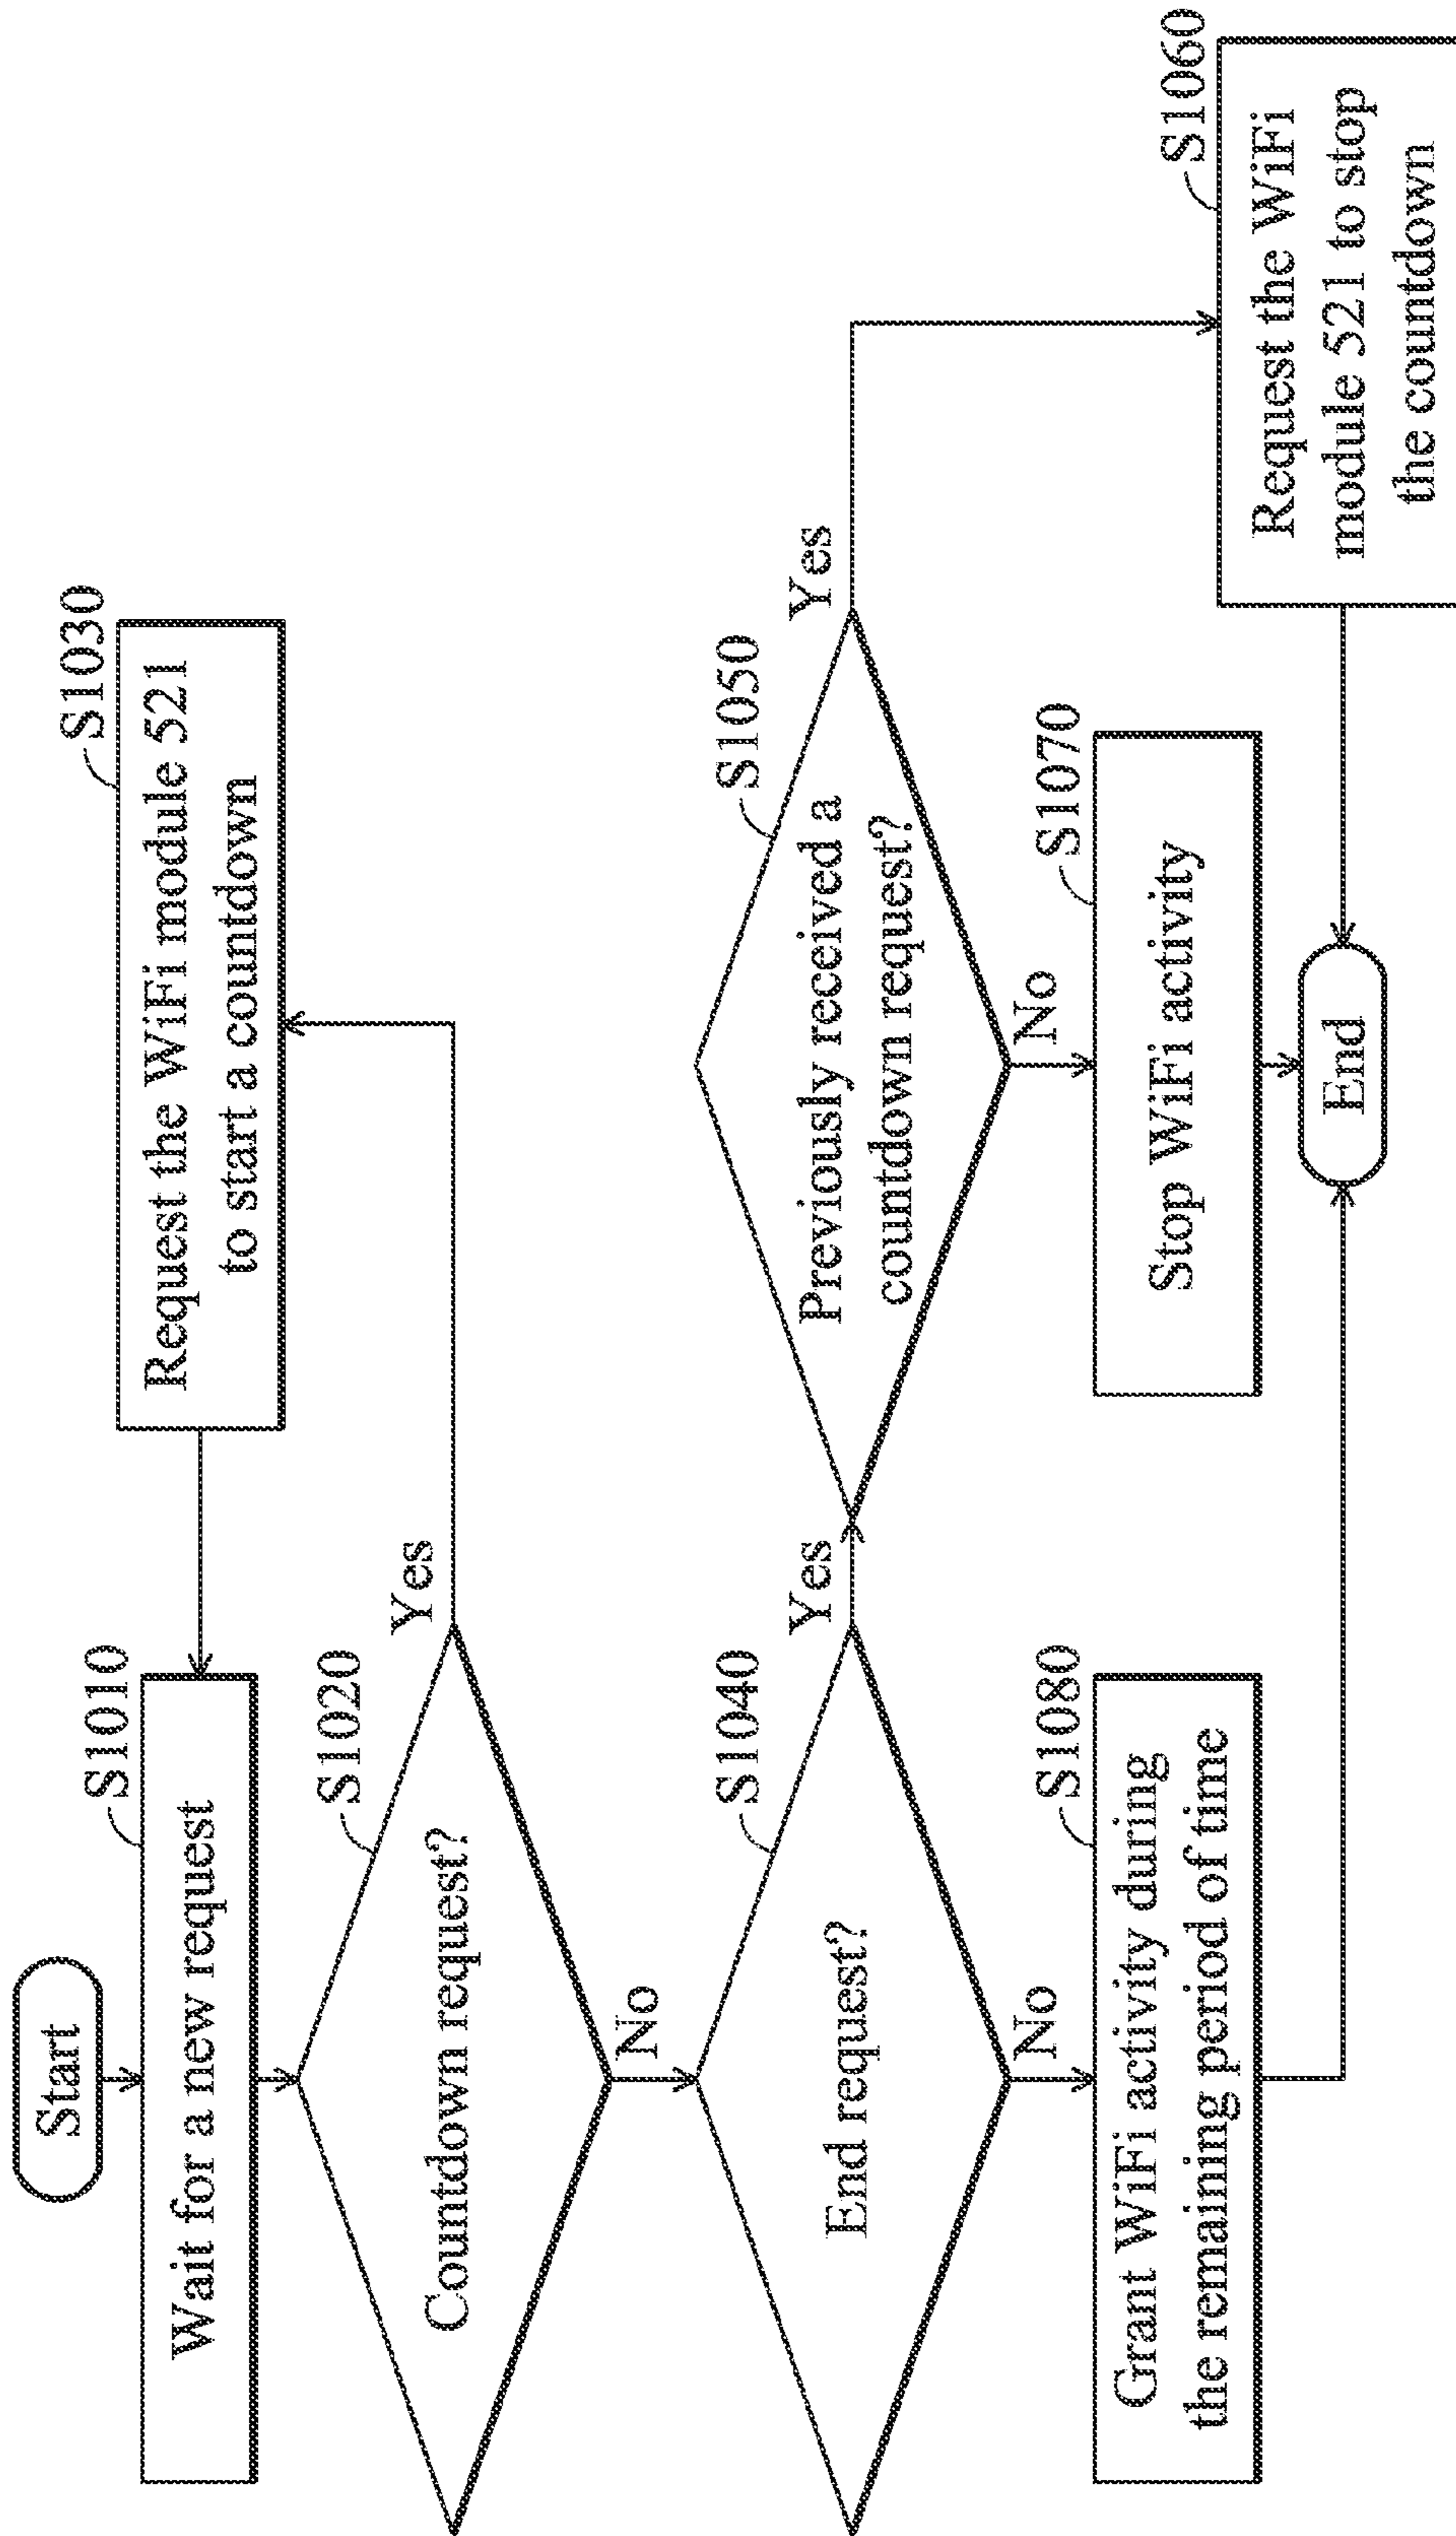 Start
S1010
Wait for a new request
S1030
Request the WiFi module 521
to start a countdown
S1020
Countdown request?
Yes
No
S1040
End request?
Yes
No
S1050
Previously received a
countdown request?
Yes
No
S1060
Request the WiFi
module 521 to stop
the countdown
S1070
Stop WiFi activity
S1080
Grant WiFi activity during
the remaining period of time
End